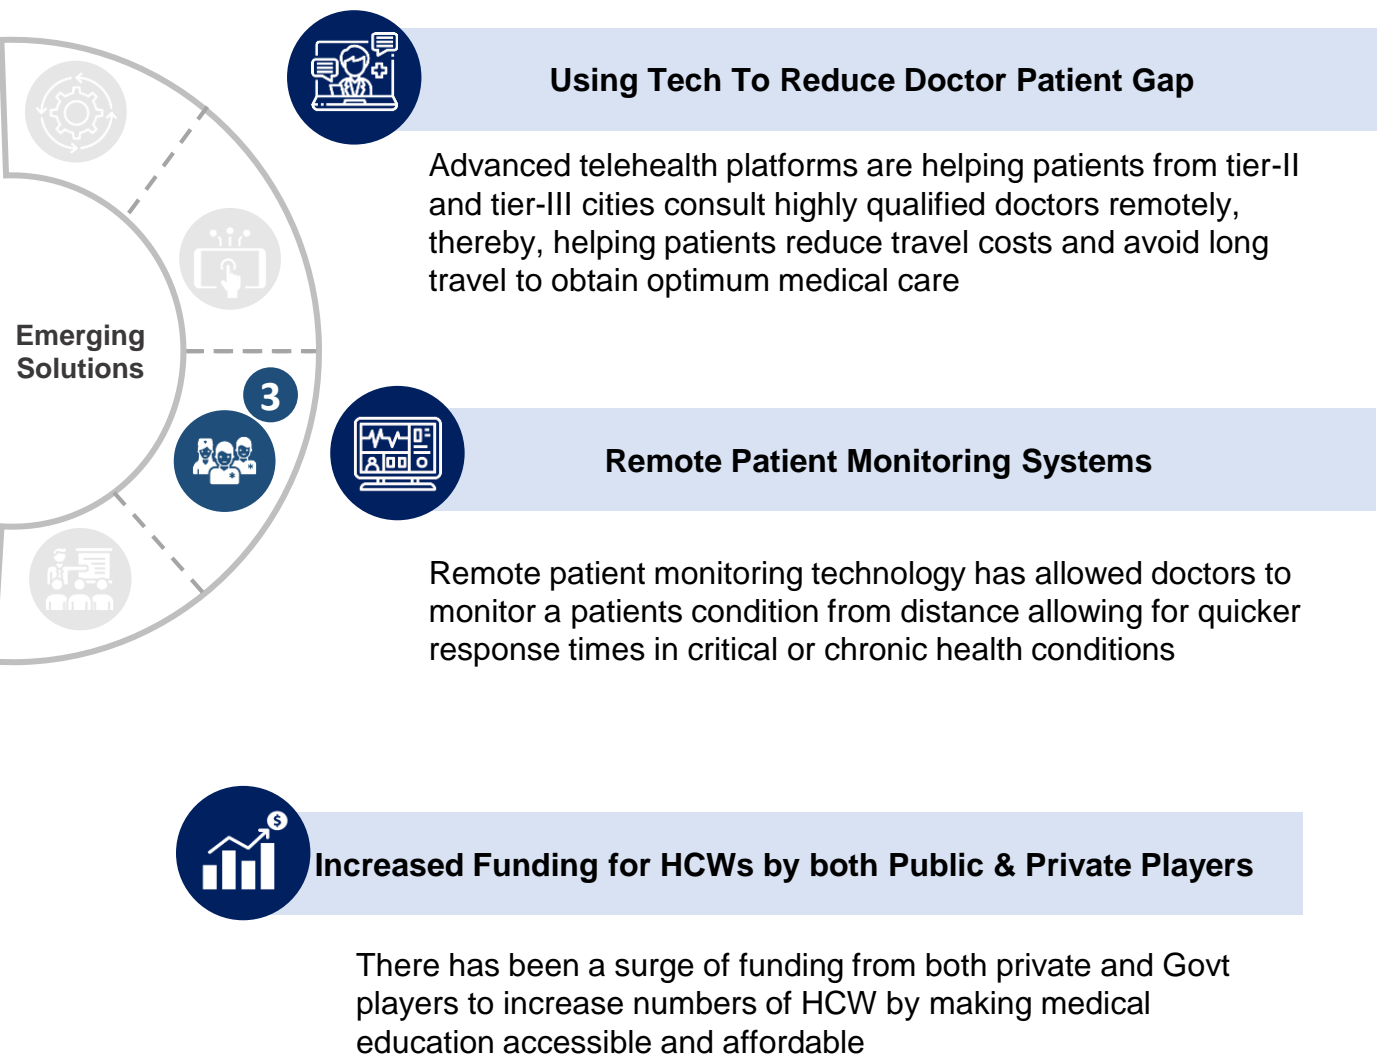 Using Tech To Reduce Doctor Patient Gap
Advanced telehealth platforms are helping patients from tier-II
and tier-III cities consult highly qualified doctors remotely,
thereby, helping patients reduce travel costs and avoid long
travel to obtain optimum medical care
Emerging
Solutions
3
Remote Patient Monitoring Systems
Remote patient monitoring technology has allowed doctors to
monitor a patients condition from distance allowing for quicker
response times in critical or chronic health conditions
$
Increased Funding for HCWs by both Public & Private Players
There has been a surge of funding from both private and Govt
players to increase numbers of HCW by making medical
education accessible and affordable